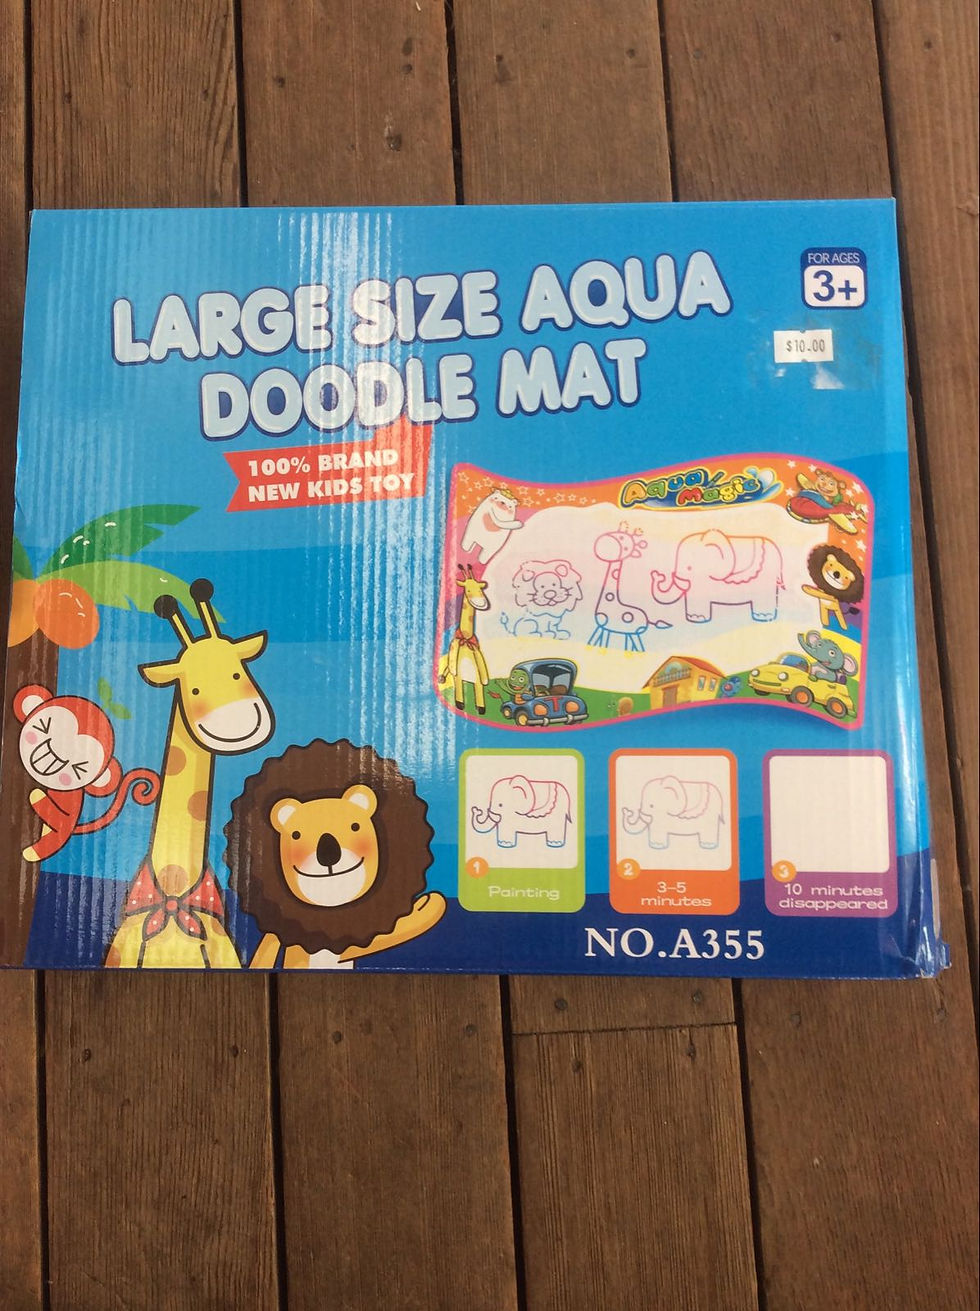 LARGE SIZE AQUA
DOODLE MAT
FOR AGES
3+
$10.00
100% BRAND
NEW KIDS TOY
Aqua
Magic
1
Painting
2
3-5
minutes
3
10 minutes
disappeared
NO.A355